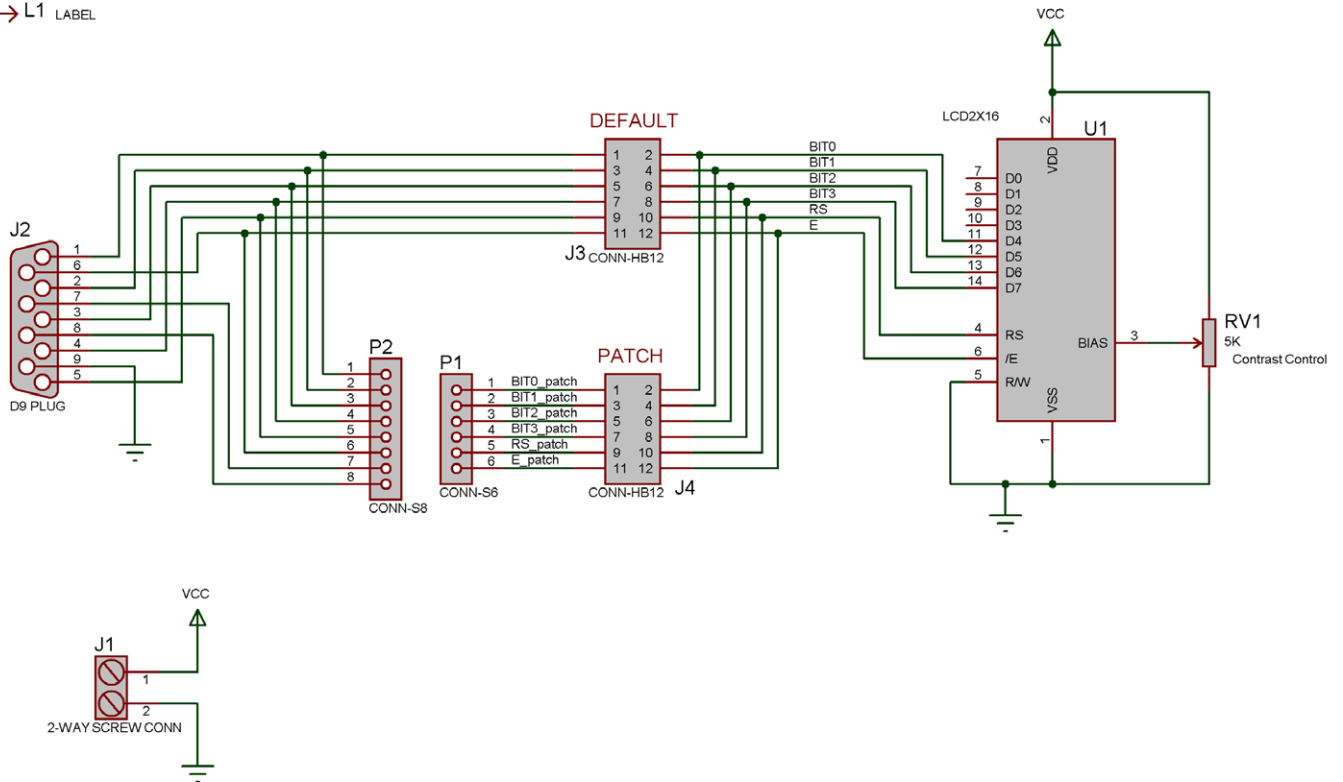 L1 LABEL
VCC
LCD2X16
2
U1
VDD
DEFAULT
1 2 BIT0
3 4 BIT1
5 6 BIT2
7 8 BIT3
9 10 RS
11 12 E
J3 CONN-HB12
7 D0
8 D1
9 D2
10 D3
11 D4
12 D5
13 D6
14 D7
4 RS
6 /E
5 R/W
BIAS 3
VSS
1
RV1
5K
Contrast Control
J2
1
6
2
7
3
8
4
9
5
D9 PLUG
P2
1
2
3
4
5
6
7
8
CONN-S8
P1
1 BIT0_patch
2 BIT1_patch
3 BIT2_patch
4 BIT3_patch
5 RS_patch
6 E_patch
CONN-S6
PATCH
1 2
3 4
5 6
7 8
9 10
11 12
CONN-HB12 J4
VCC
J1
1
2
2-WAY SCREW CONN